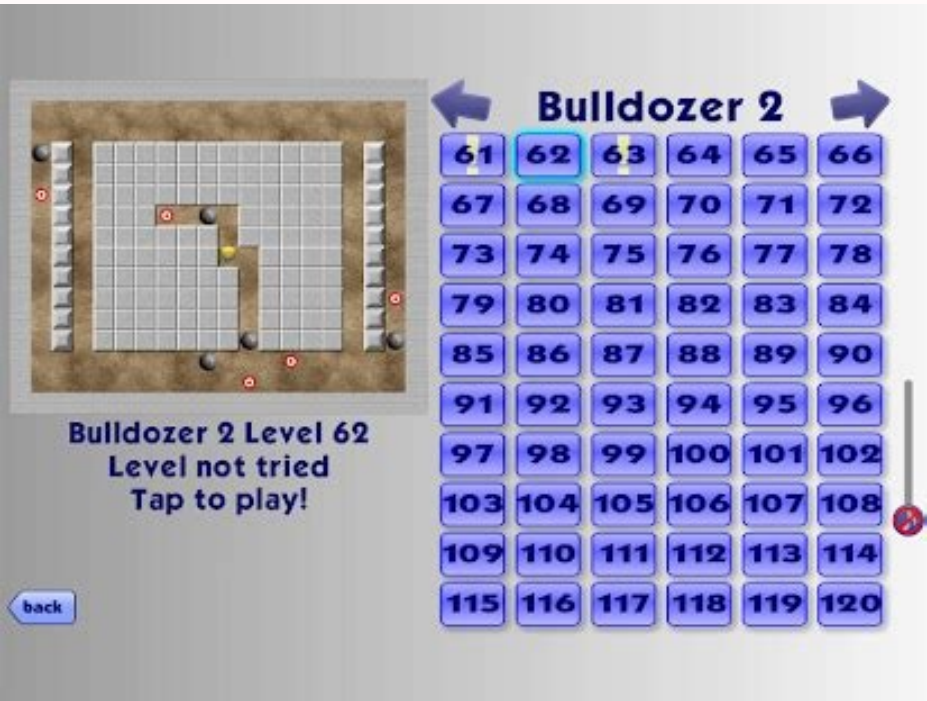 Bulldozer 2
61 62 63 64 65 66
67 68 69 70 71 72
73 74 75 76 77 78
79 80 81 82 83 84
85 86 87 88 89 90
91 92 93 94 95 96
97 98 99 100 101 102
103 104 105 106 107 108
109 110 111 112 113 114
115 116 117 118 119 120
Bulldozer 2 Level 62
Level not tried
Tap to play!
back